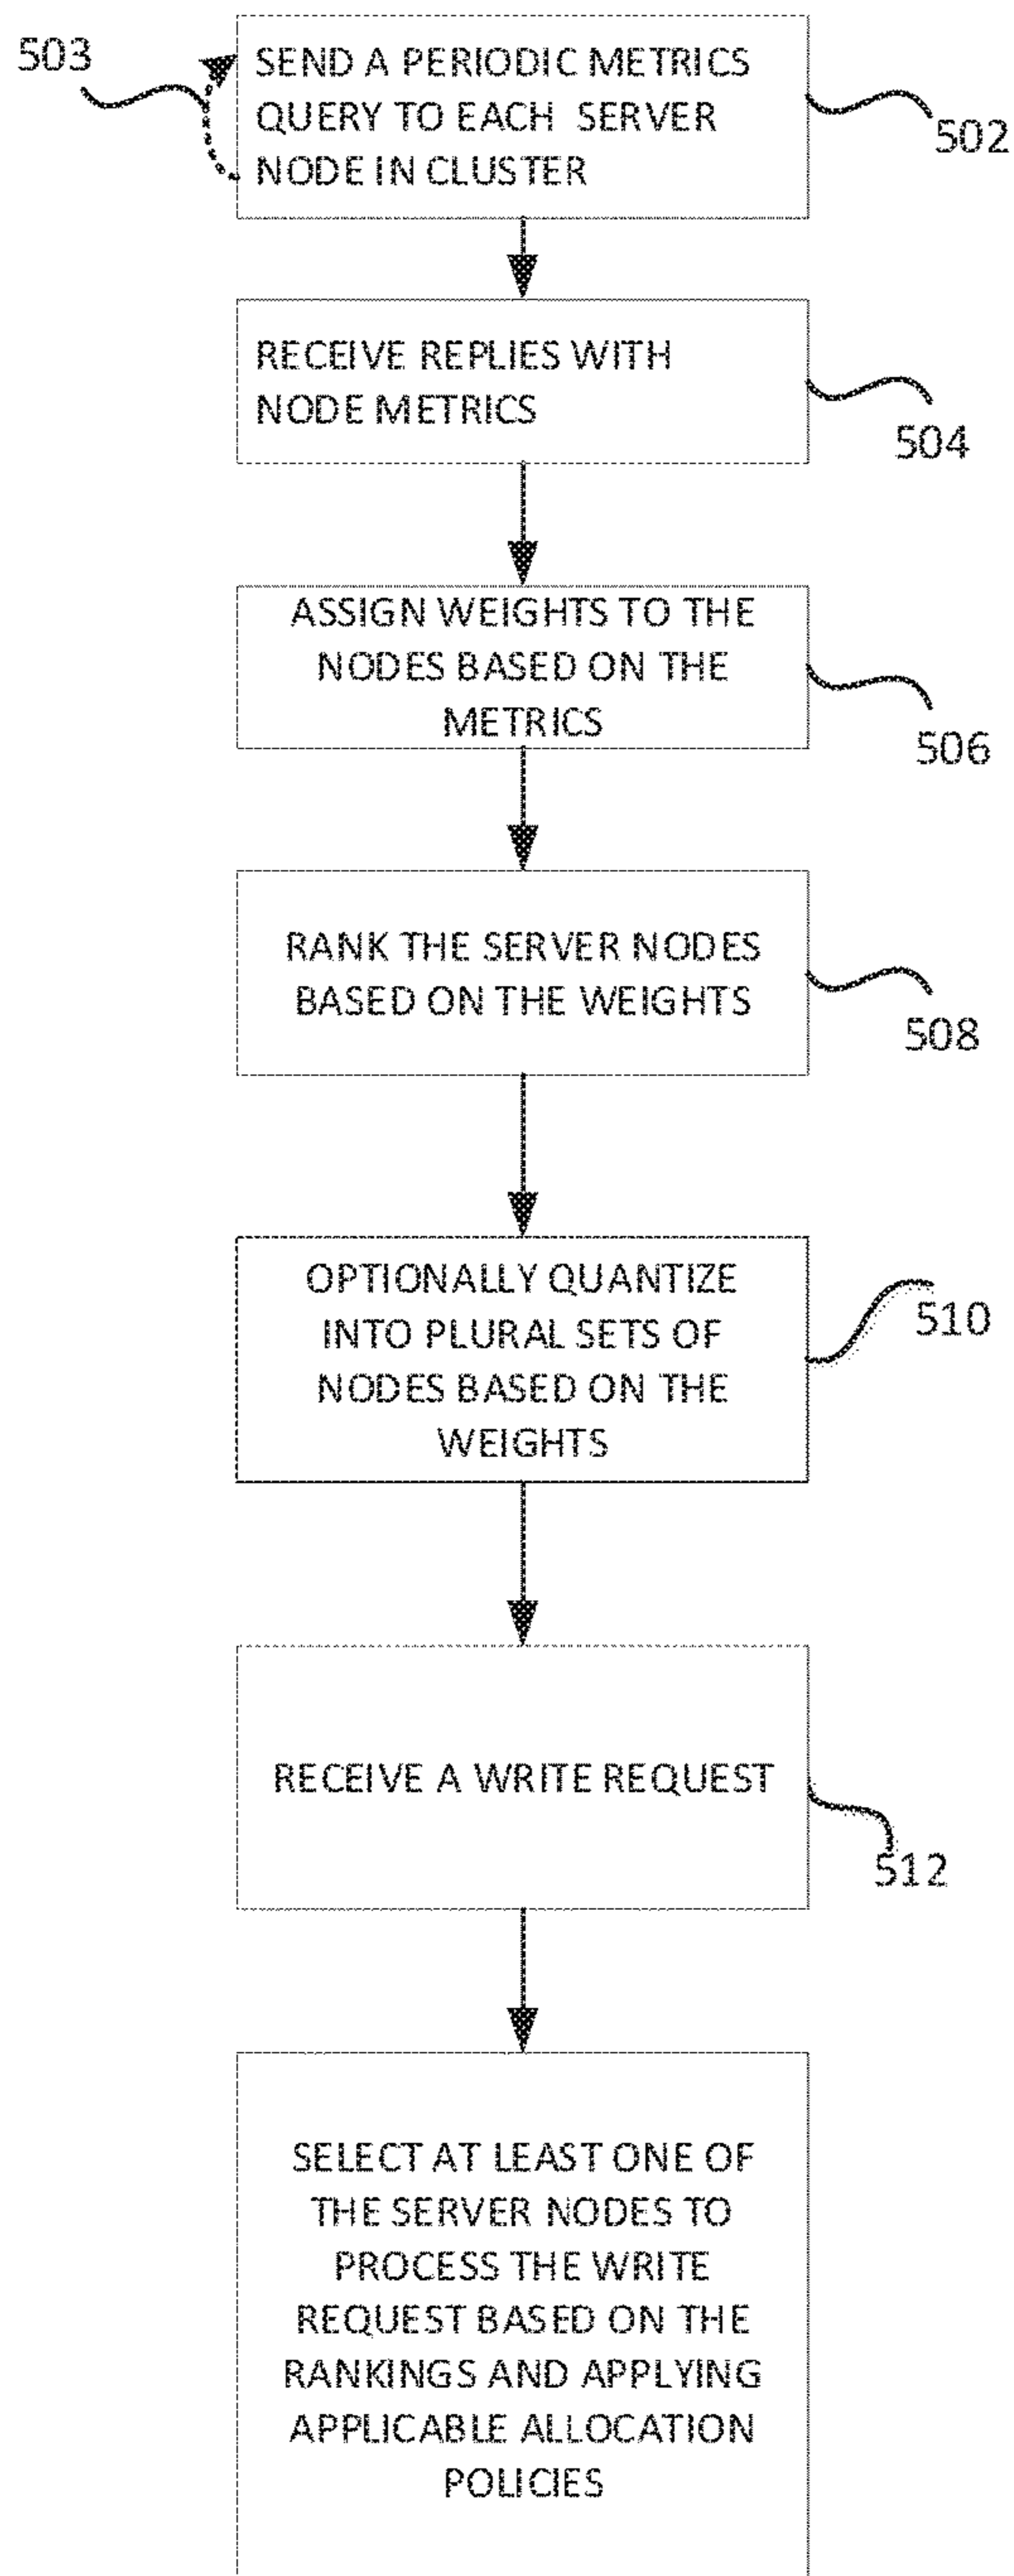 503
SEND A PERIODIC METRICS
QUERY TO EACH SERVER
NODE IN CLUSTER
502
RECEIVE REPLIES WITH
NODE METRICS
504
ASSIGN WEIGHTS TO THE
NODES BASED ON THE
METRICS
506
RANK THE SERVER NODES
BASED ON THE WEIGHTS
508
OPTIONALLY QUANTIZE
INTO PLURAL SETS OF
NODES BASED ON THE
WEIGHTS
510
RECEIVE A WRITE REQUEST
512
SELECT AT LEAST ONE OF
THE SERVER NODES TO
PROCESS THE WRITE
REQUEST BASED ON THE
RANKINGS AND APPLYING
APPLICABLE ALLOCATION
POLICIES